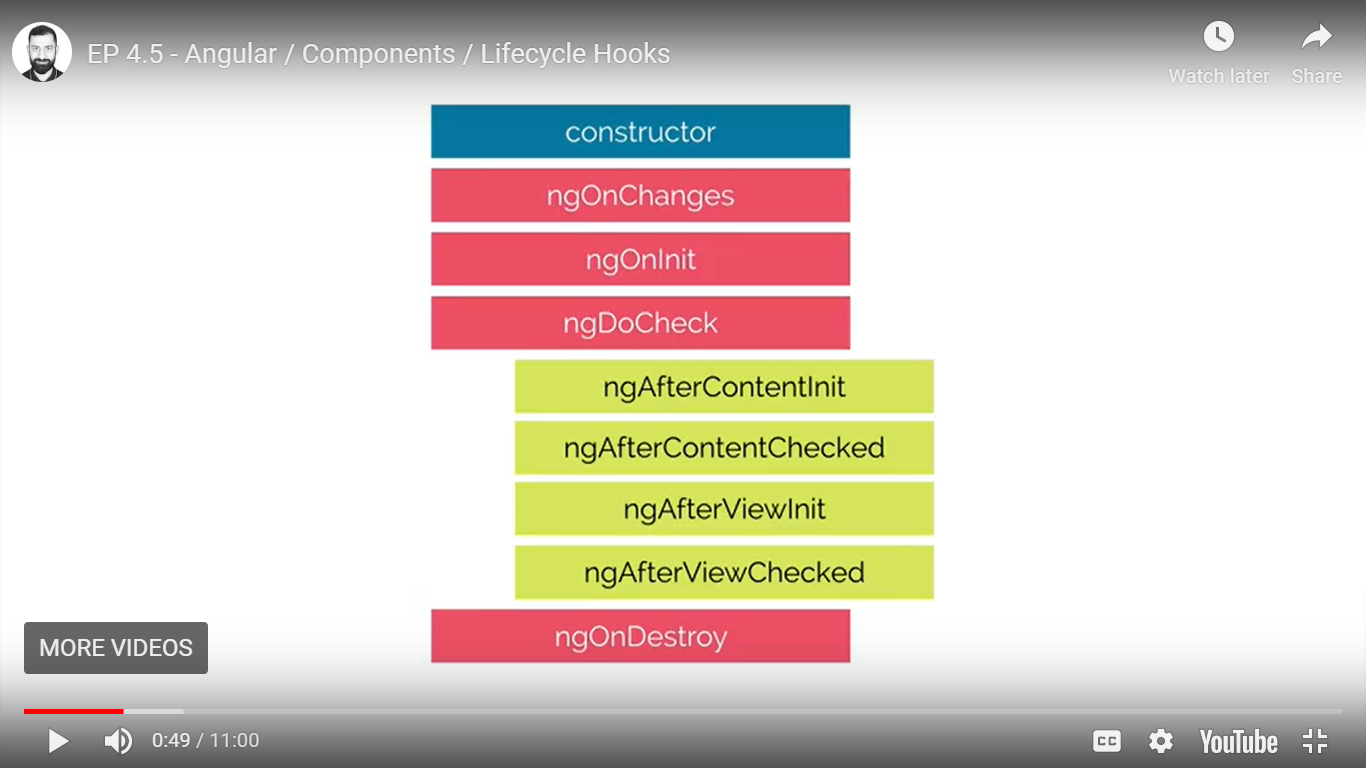 EP 4.5 - Angular / Components / Lifecycle Hooks
Watch later
Share
constructor
ngOnChanges
ngOnInit
ngDoCheck
ngAfterContentInit
ngAfterContentChecked
ngAfterViewInit
ngAfterViewChecked
ngOnDestroy
MORE VIDEOS
0:49 / 11:00
CC
YouTube